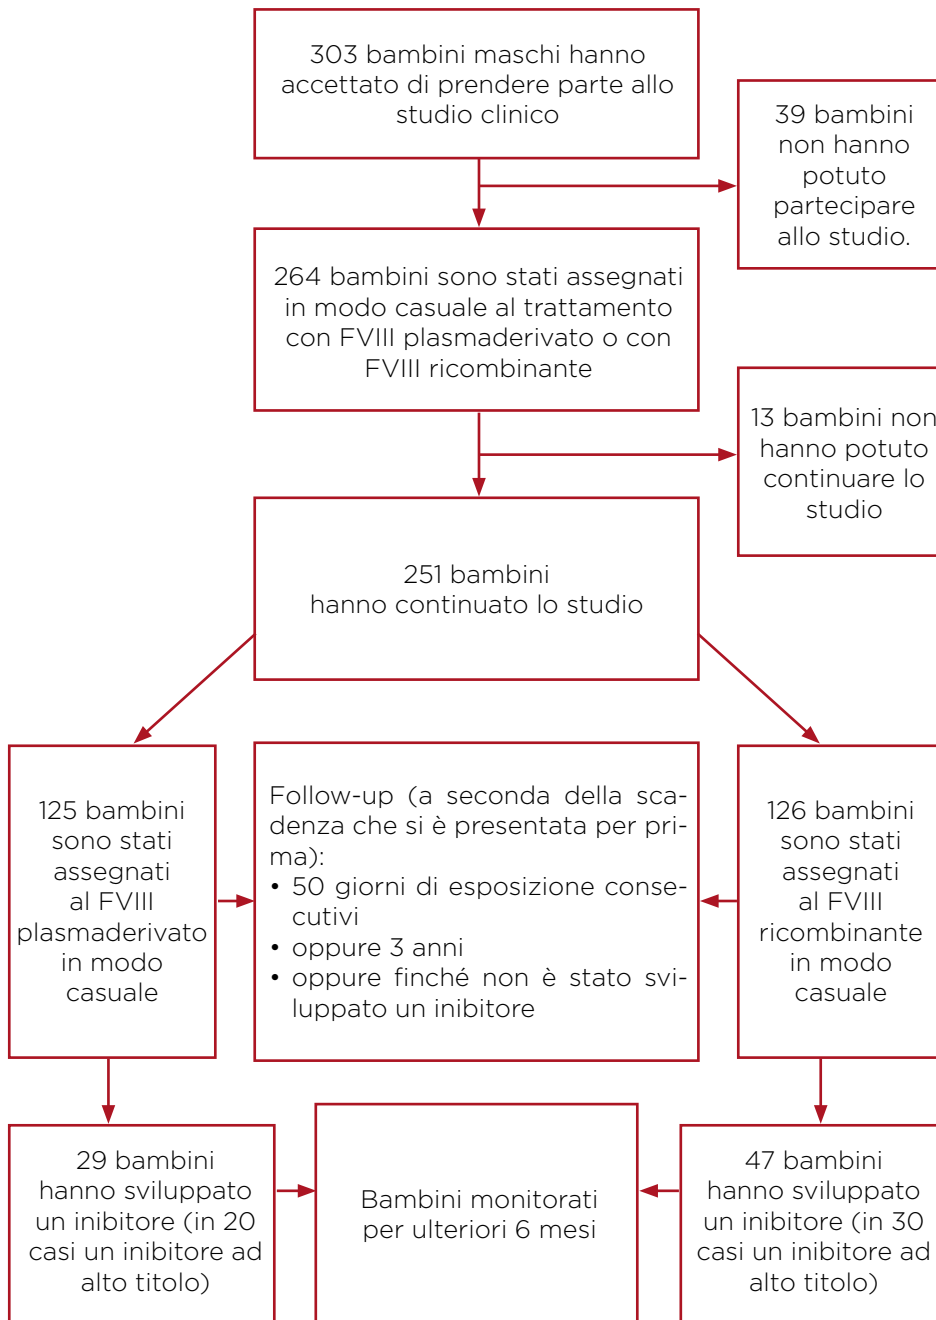 303 bambini maschi hanno
accettato di prendere parte allo
studio clinico
39 bambini
non hanno
potuto
partecipare
allo studio.
264 bambini sono stati assegnati
in modo casuale al trattamento
con FVIII plasmaderivato o con
FVIII ricombinante
13 bambini non
hanno potuto
continuare lo
studio
251 bambini
hanno continuato lo studio
125 bambini
sono stati
assegnati
al FVIII
plasmaderivato
in modo
casuale
Follow-up (a seconda della sca-
denza che si è presentata per pri-
ma):
• 50 giorni di esposizione conse-
cutivi
• oppure 3 anni
• oppure finché non è stato svi-
luppato un inibitore
126 bambini
sono stati
assegnati
al FVIII
ricombinante
in modo
casuale
29 bambini
hanno sviluppato
un inibitore (in 20
casi un inibitore ad
alto titolo)
Bambini monitorati
per ulteriori 6 mesi
47 bambini
hanno sviluppato
un inibitore (in 30
casi un inibitore ad
alto titolo)